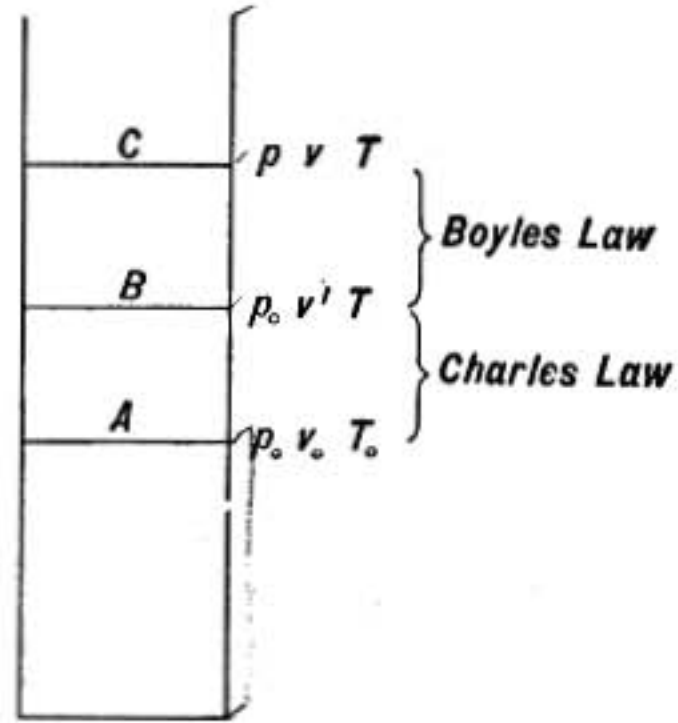 C
p v T
Boyles Law
B
p₀ v' T
Charles Law
A
p₀ v₀ T₀